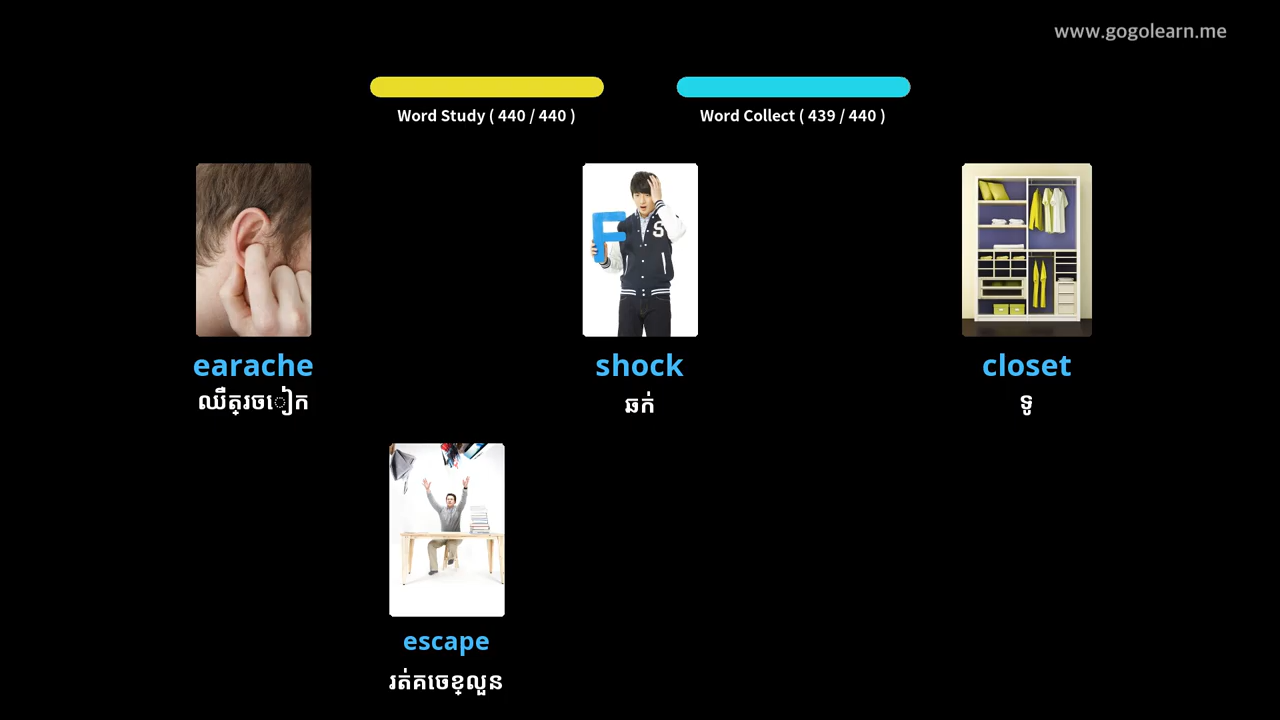 www.gogolearn.me
Word Study ( 440 / 440 )
Word Collect ( 439 / 440 )
F
S
earache
shock
closet
ឈឺត្រចៀក
ឆក់
ទូ
escape
រត់គចេខ្លួន